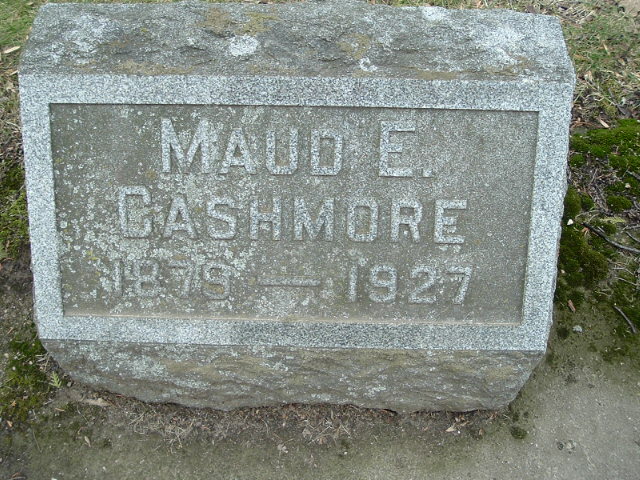 MAUD E.
CASHMORE
1879 — 1927